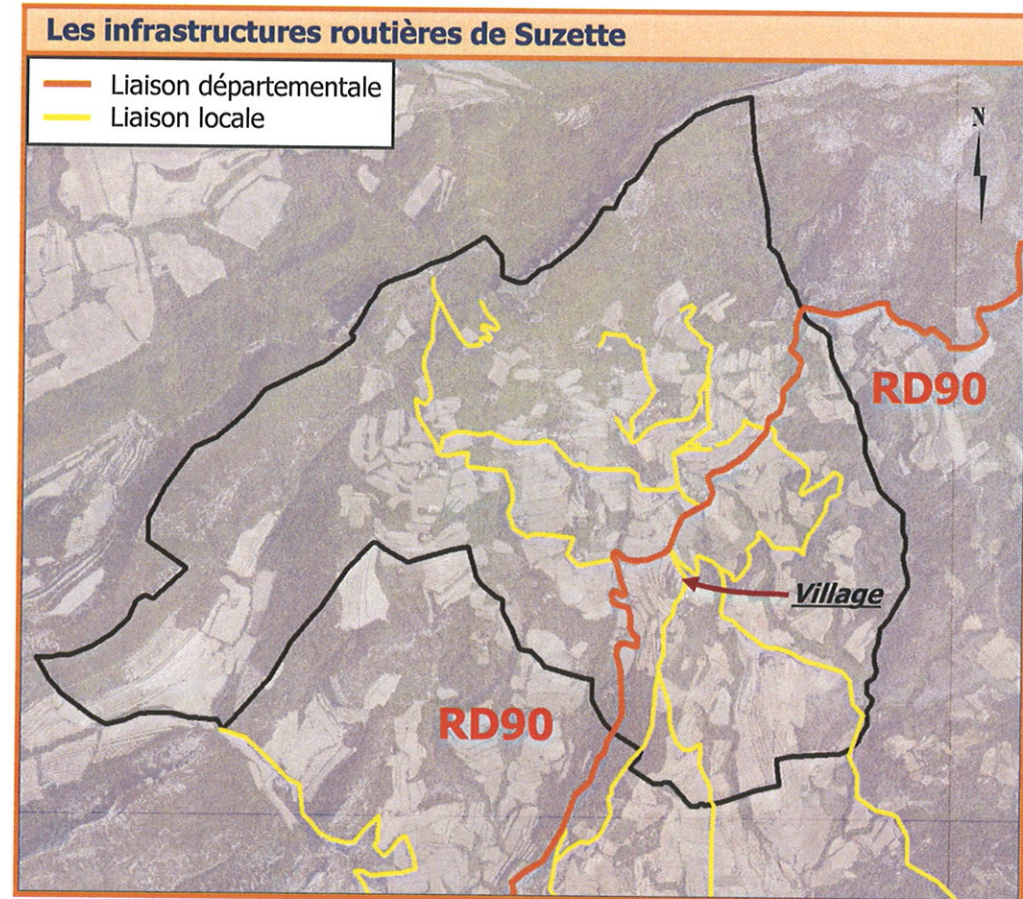 Les infrastructures routières de Suzette
Liaison départementale
Liaison locale
N
RD90
Village
RD90